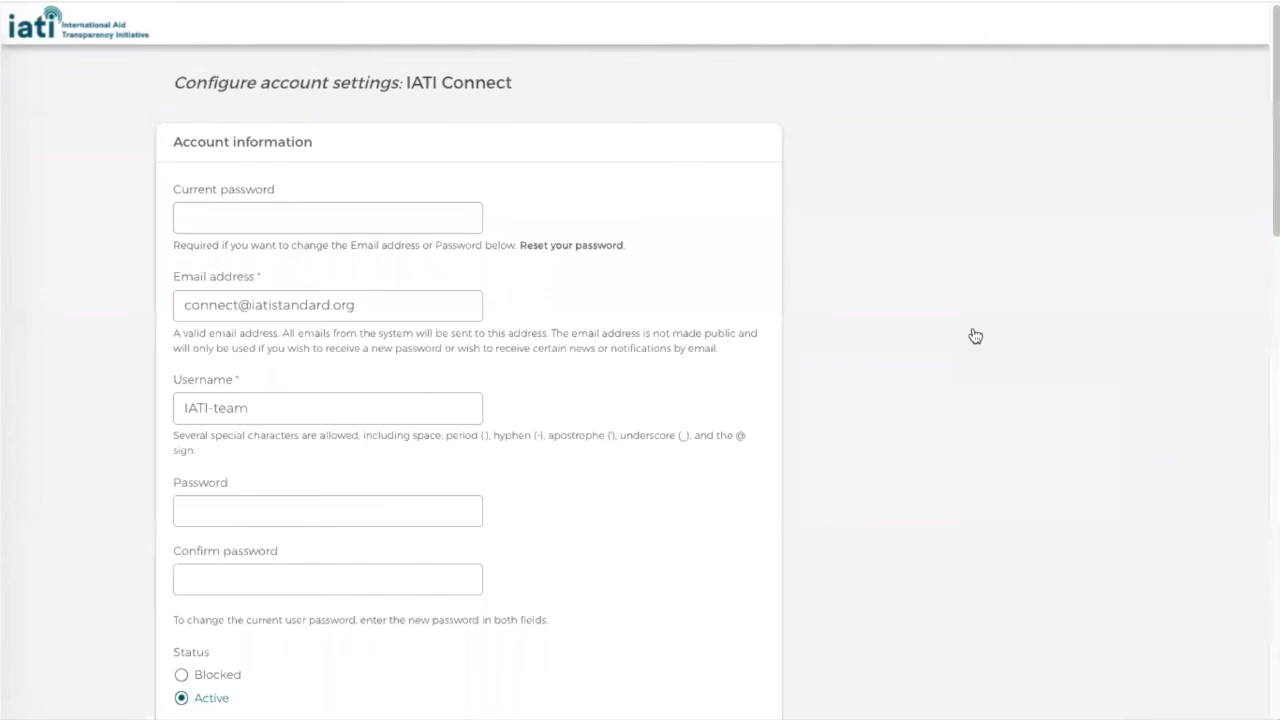 iati International Aid
Transparency Initiative
Configure account settings: IATI Connect
Account information
Current password
Required if you want to change the Email address or Password below. Reset your password.
Email address *
connect@iatistandard.org
A valid email address. All emails from the system will be sent to this address. The email address is not made public and
will only be used if you wish to receive a new password or wish to receive certain news or notifications by email.
Username *
IATI-team
Several special characters are allowed, including space, period (.), hyphen (-), apostrophe ('), underscore (_), and the @
sign.
Password
Confirm password
To change the current user password, enter the new password in both fields.
Status
Blocked
Active